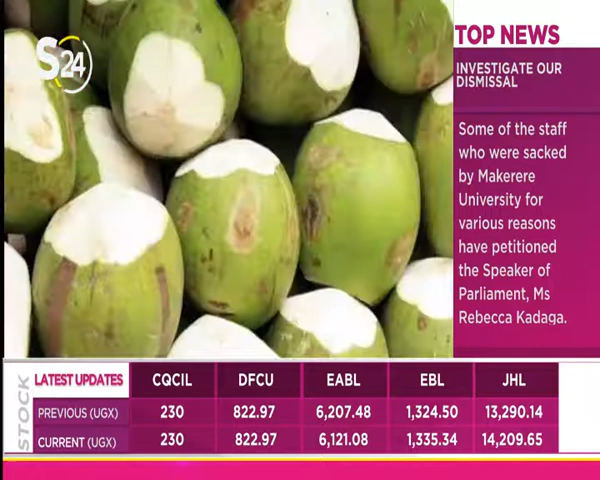 S24
TOP NEWS
INVESTIGATE OUR
DISMISSAL
Some of the staff
who were sacked
by Makerere
University for
various reasons
have petitioned
the Speaker of
Parliament, Ms
Rebecca Kadaga.
STOCK
LATEST UPDATES CQCIL DFCU EABL EBL JHL
PREVIOUS (UGX) 230 822.97 6,207.48 1,324.50 13,290.14
CURRENT (UGX) 230 822.97 6,121.08 1,335.34 14,209.65